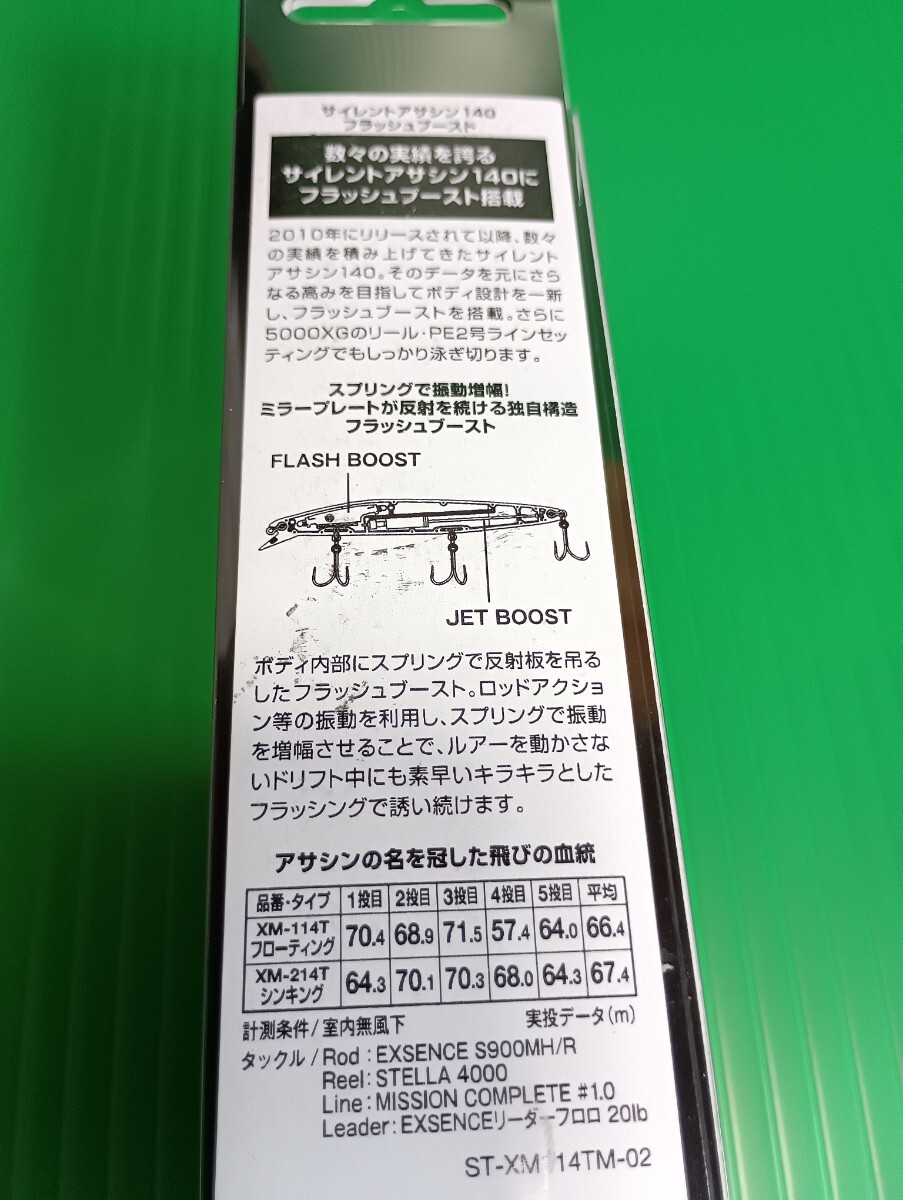 サイレントアサシン140
フラッシュブースト
数々の実績を誇る
サイレントアサシン140に
フラッシュブースト搭載
2010年にリリースされて以降、数々
の実績を積み上げてきたサイレント
アサシン140。そのデータを元にさら
なる高みを目指してボディ設計を一新
し、フラッシュブーストを搭載。さらに
5000XGのリール・PE2号ラインセッ
ティングでもしっかり泳ぎ切ります。
スプリングで振動増幅!
ミラープレートが反射を続ける独自構造
フラッシュブースト
FLASH BOOST
JET BOOST
ボディ内部にスプリングで反射板を吊る
したフラッシュブースト。ロッドアクショ
ン等の振動を利用し、スプリングで振動
を増幅させることで、ルアーを動かさな
いドリフト中にも素早いキラキラとした
フラッシングで誘い続けます。
アサシンの名を冠した飛びの血統
品番・タイプ 1投目 2投目 3投目 4投目 5投目 平均
XM-114T
フローティング 70.4 68.9 71.5 57.4 64.0 66.4
XM-214T
シンキング 64.3 70.1 70.3 68.0 64.3 67.4
計測条件/室内無風下 実投データ(m)
タックル/Rod:EXSENCE S900MH/R
Reel:STELLA 4000
Line:MISSION COMPLETE #1.0
Leader:EXSENCEリーダーフロロ 20lb
ST-XM114TM-02